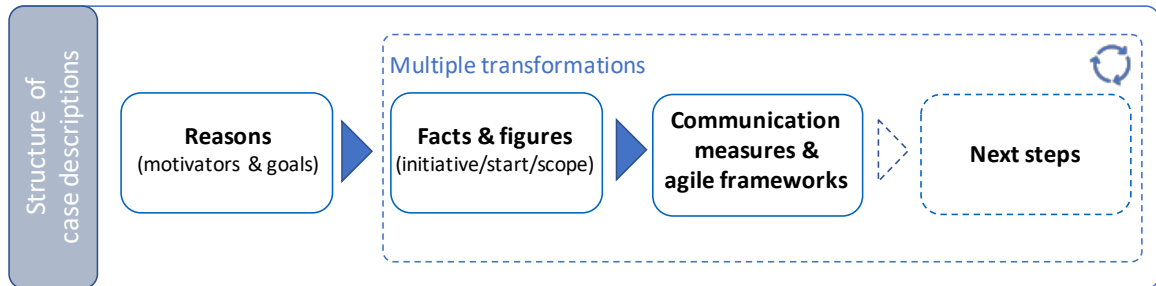 Structure of
case descriptions
Multiple transformations
Reasons
(motivators & goals)
Facts & figures
(initiative/start/scope)
Communication
measures &
agile frameworks
Next steps